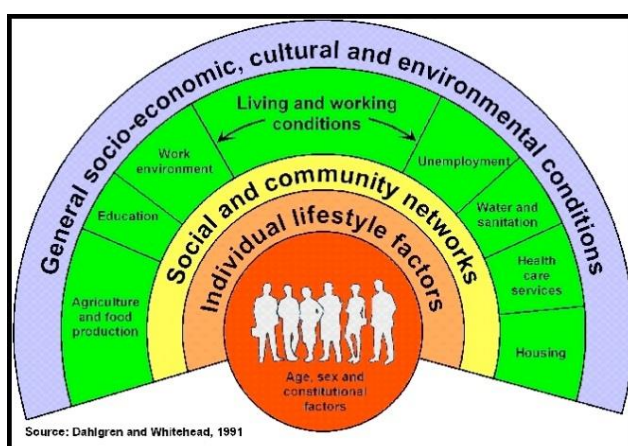 General socio-economic, cultural and environmental conditions
Living and working
conditions
Work
environment
Unemployment
Education
Water and
sanitation
Agriculture
and food
production
Health
care
services
Housing
Social and community networks
Individual lifestyle factors
Age, sex and
constitutional
factors
Source: Dahlgren and Whitehead, 1991